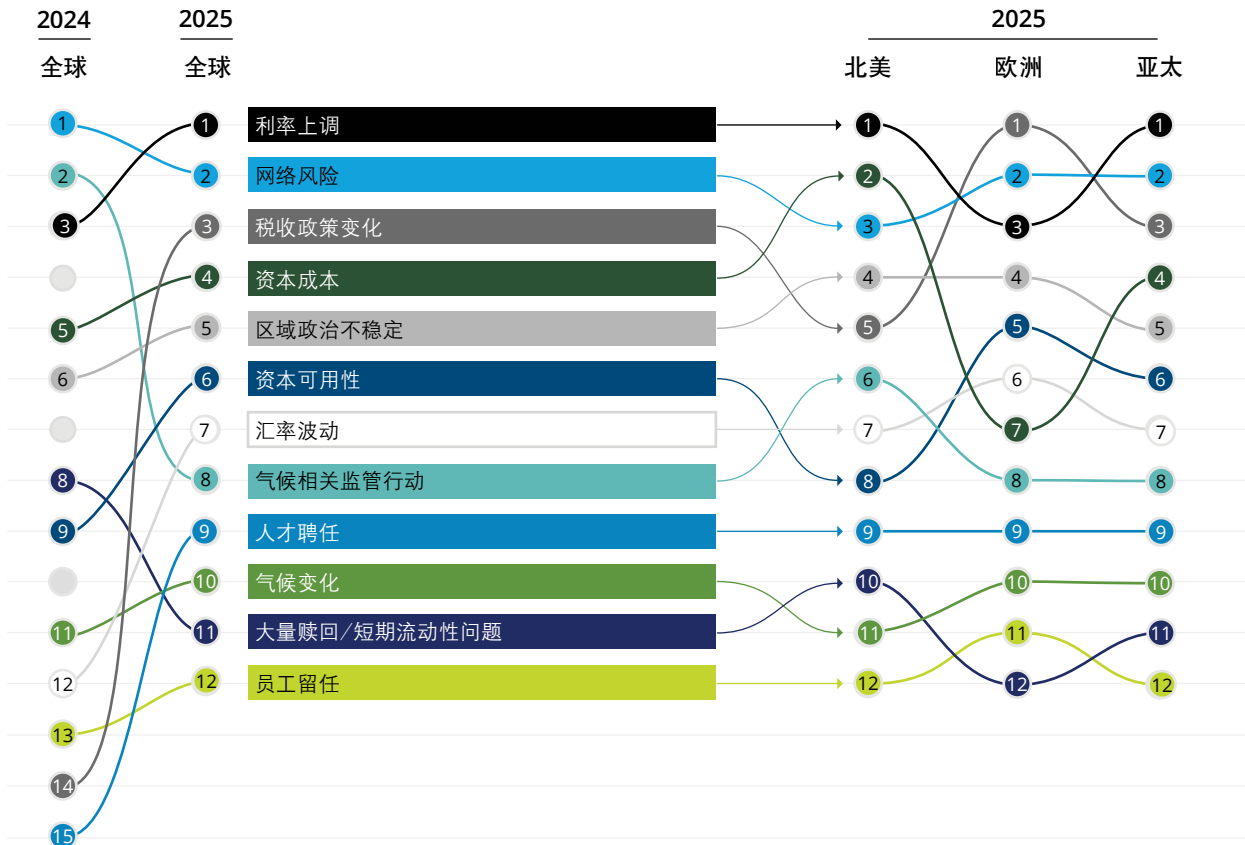 2024 2025 2025
全球 全球 北美 欧洲 亚太
1 1 利率上调 1 1 1
2 2 网络风险 2 2 2
3 3 税收政策变化 3 3 3
4 资本成本 4 4 4
5 5 区域政治不稳定 5 5 5
6 6 资本可用性 6 6 6
7 汇率波动 7 7 7
8 8 气候相关监管行动 8 8 8
9 9 人才聘任 9 9 9
10 气候变化 10 10 10
11 11 大量赎回/短期流动性问题 11 11 11
12 12 员工留任 12 12 12
13
14
15